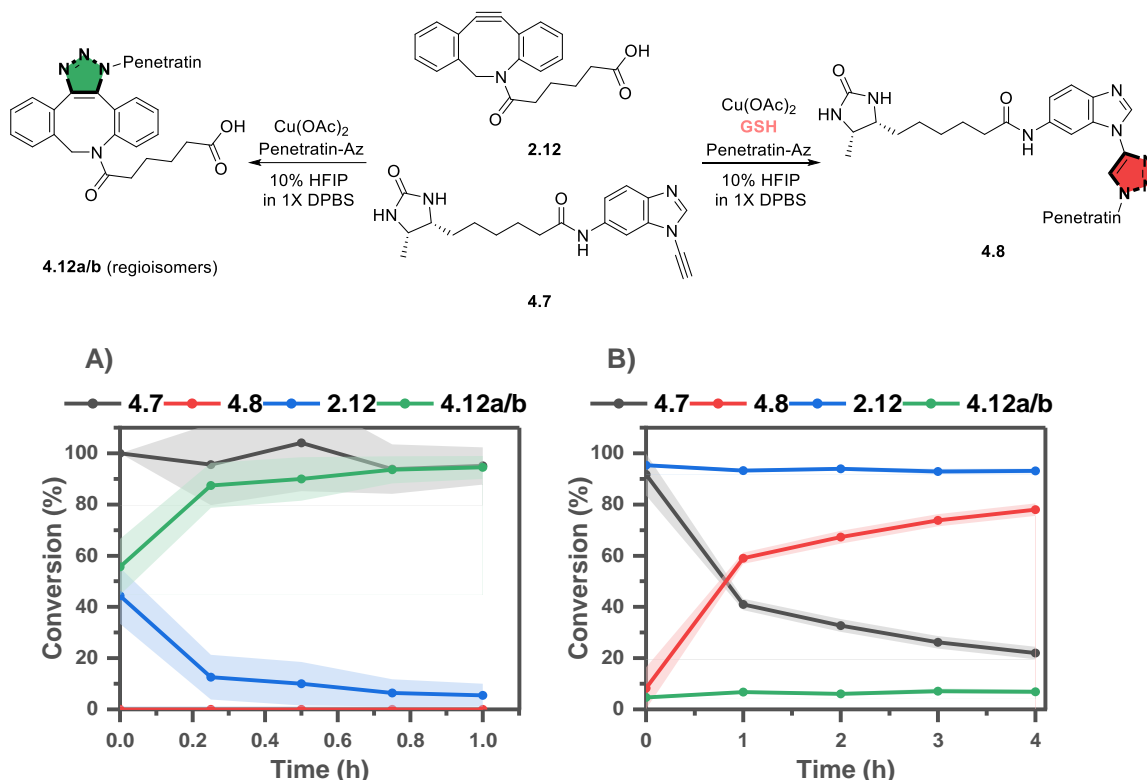 N
N
N
Penetratin
N
O
OH
O
4.12a/b (regioisomers)
Cu(OAc)2
Penetratin-Az
10% HFIP
in 1X DPBS
N
O
OH
O
2.12
O
HN
NH
O
N
H
N
N
4.7
Cu(OAc)2
GSH
Penetratin-Az
10% HFIP
in 1X DPBS
O
HN
NH
O
N
H
N
N
N
N
N
Penetratin
4.8
A)
4.7 4.8 2.12 4.12a/b
Conversion (%)
100
80
60
40
20
0
0.0 0.2 0.4 0.6 0.8 1.0
Time (h)
B)
4.7 4.8 2.12 4.12a/b
Conversion (%)
100
80
60
40
20
0
0 1 2 3 4
Time (h)